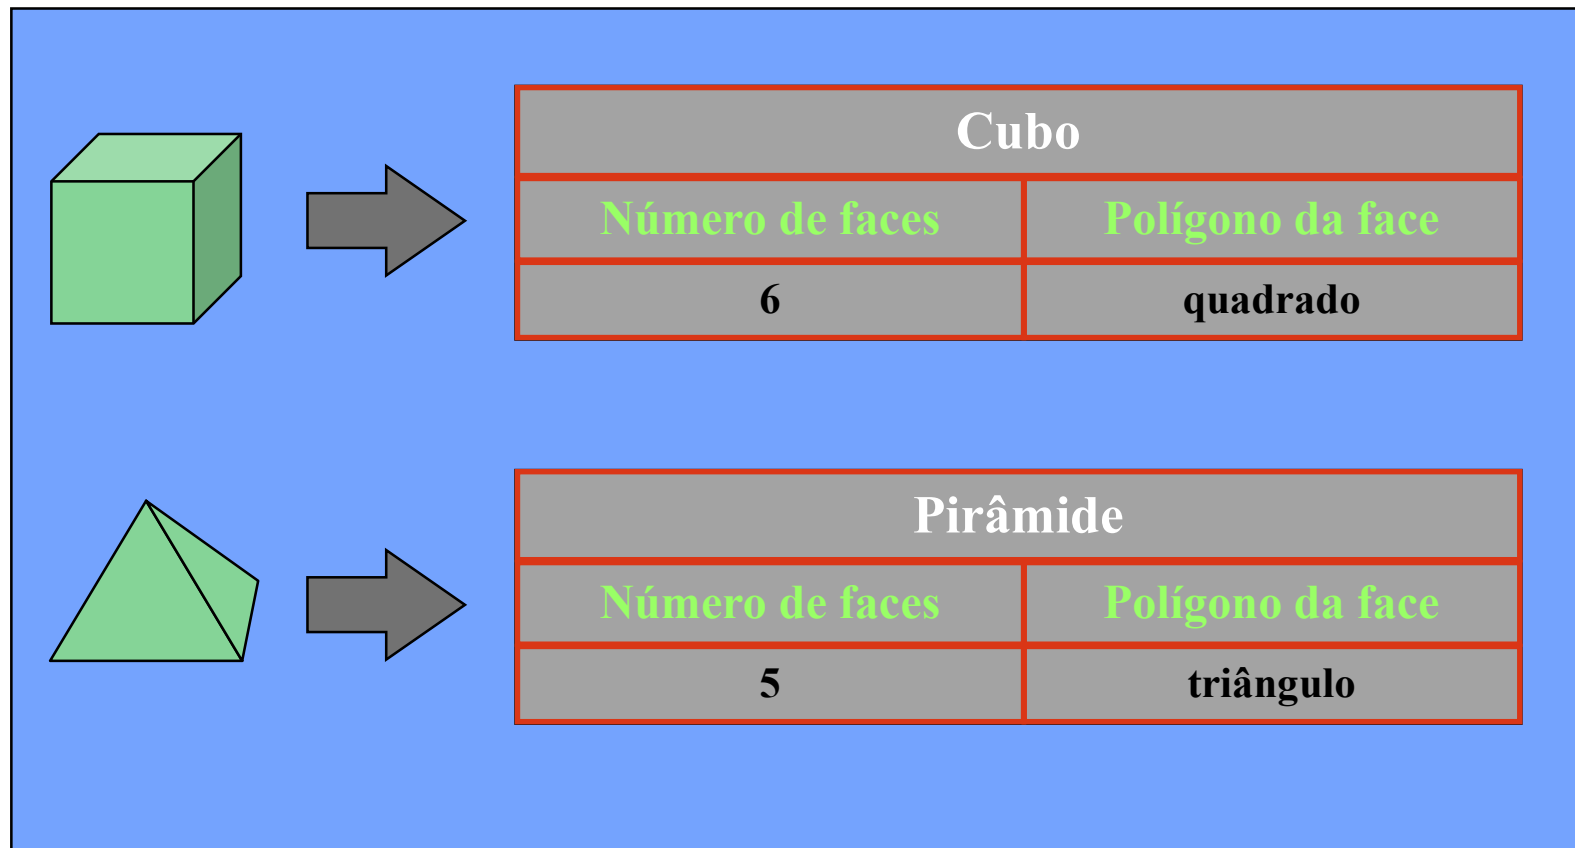 Cubo
Número de faces Polígono da face
6 quadrado
Pirâmide
Número de faces Polígono da face
5 triângulo